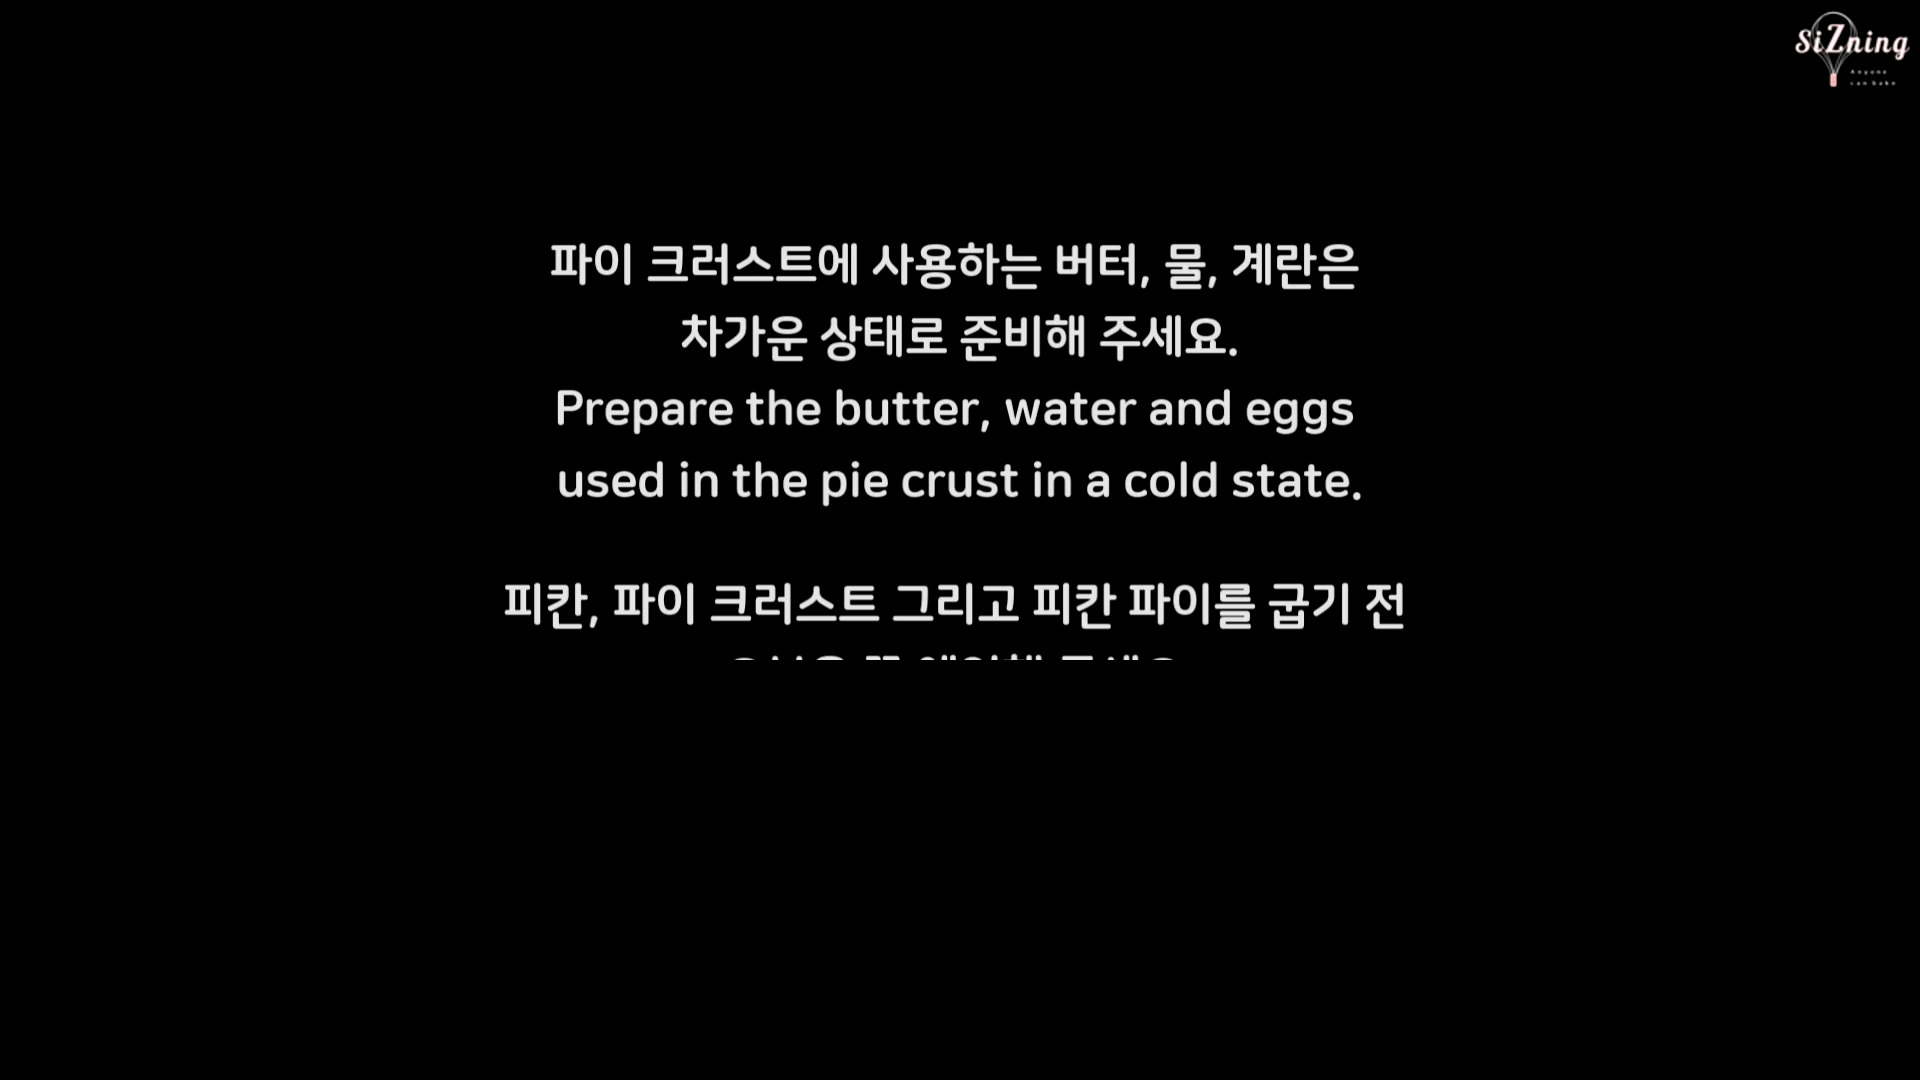 SiZning
Anyone
can bake
파이 크러스트에 사용하는 버터, 물, 계란은
차가운 상태로 준비해 주세요.
Prepare the butter, water and eggs
used in the pie crust in a cold state.
피칸, 파이 크러스트 그리고 피칸 파이를 굽기 전